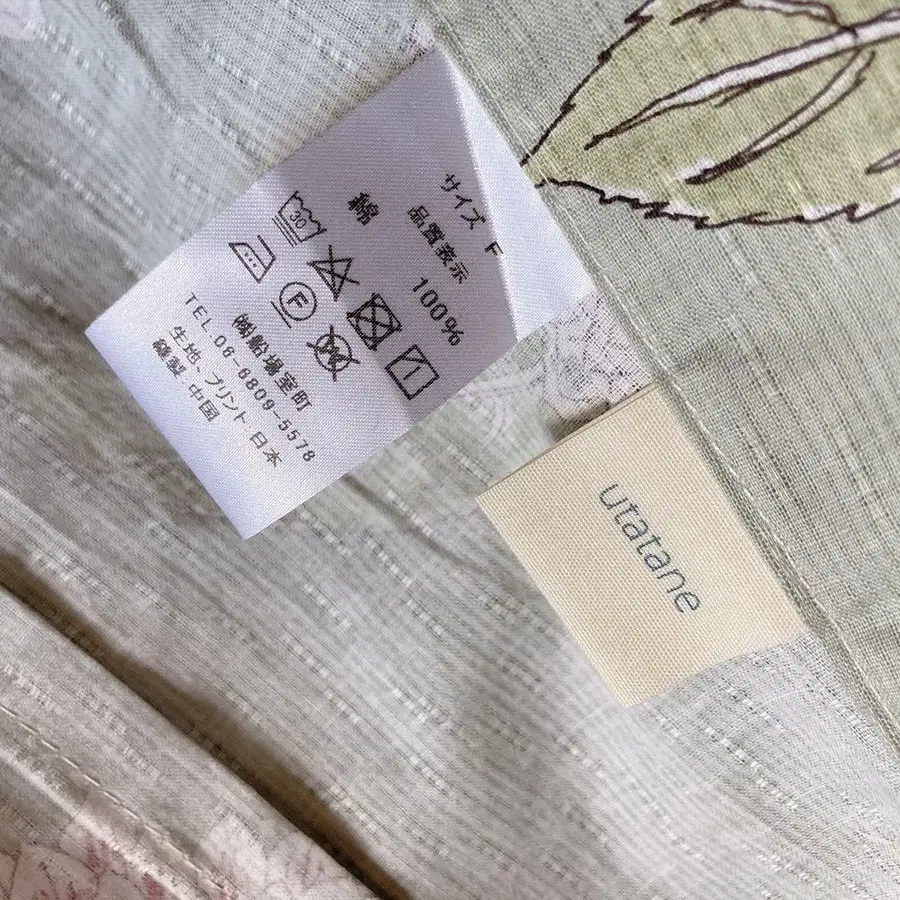 サイズ F
品質表示
綿 100%
30
F
W
㈱船場室町
TEL.06-6809-5578
生地、プリント 日本
縫製 中国
utatane